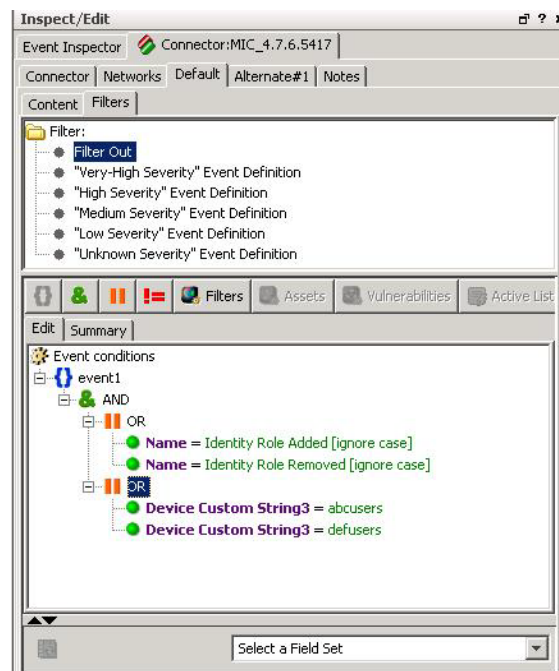 Inspect/Edit
Event Inspector Connector:MIC_4.7.6.5417
Connector Networks Default Alternate#1 Notes
Content Filters
Filter:
Filter Out
"Very-High Severity" Event Definition
"High Severity" Event Definition
"Medium Severity" Event Definition
"Low Severity" Event Definition
"Unknown Severity" Event Definition
{} & != Filters Assets Vulnerabilities Active List
Edit Summary
Event conditions
{} event1
& AND
OR
Name = Identity Role Added [ignore case]
Name = Identity Role Removed [ignore case]
OR
Device Custom String3 = abcusers
Device Custom String3 = defusers
Select a Field Set